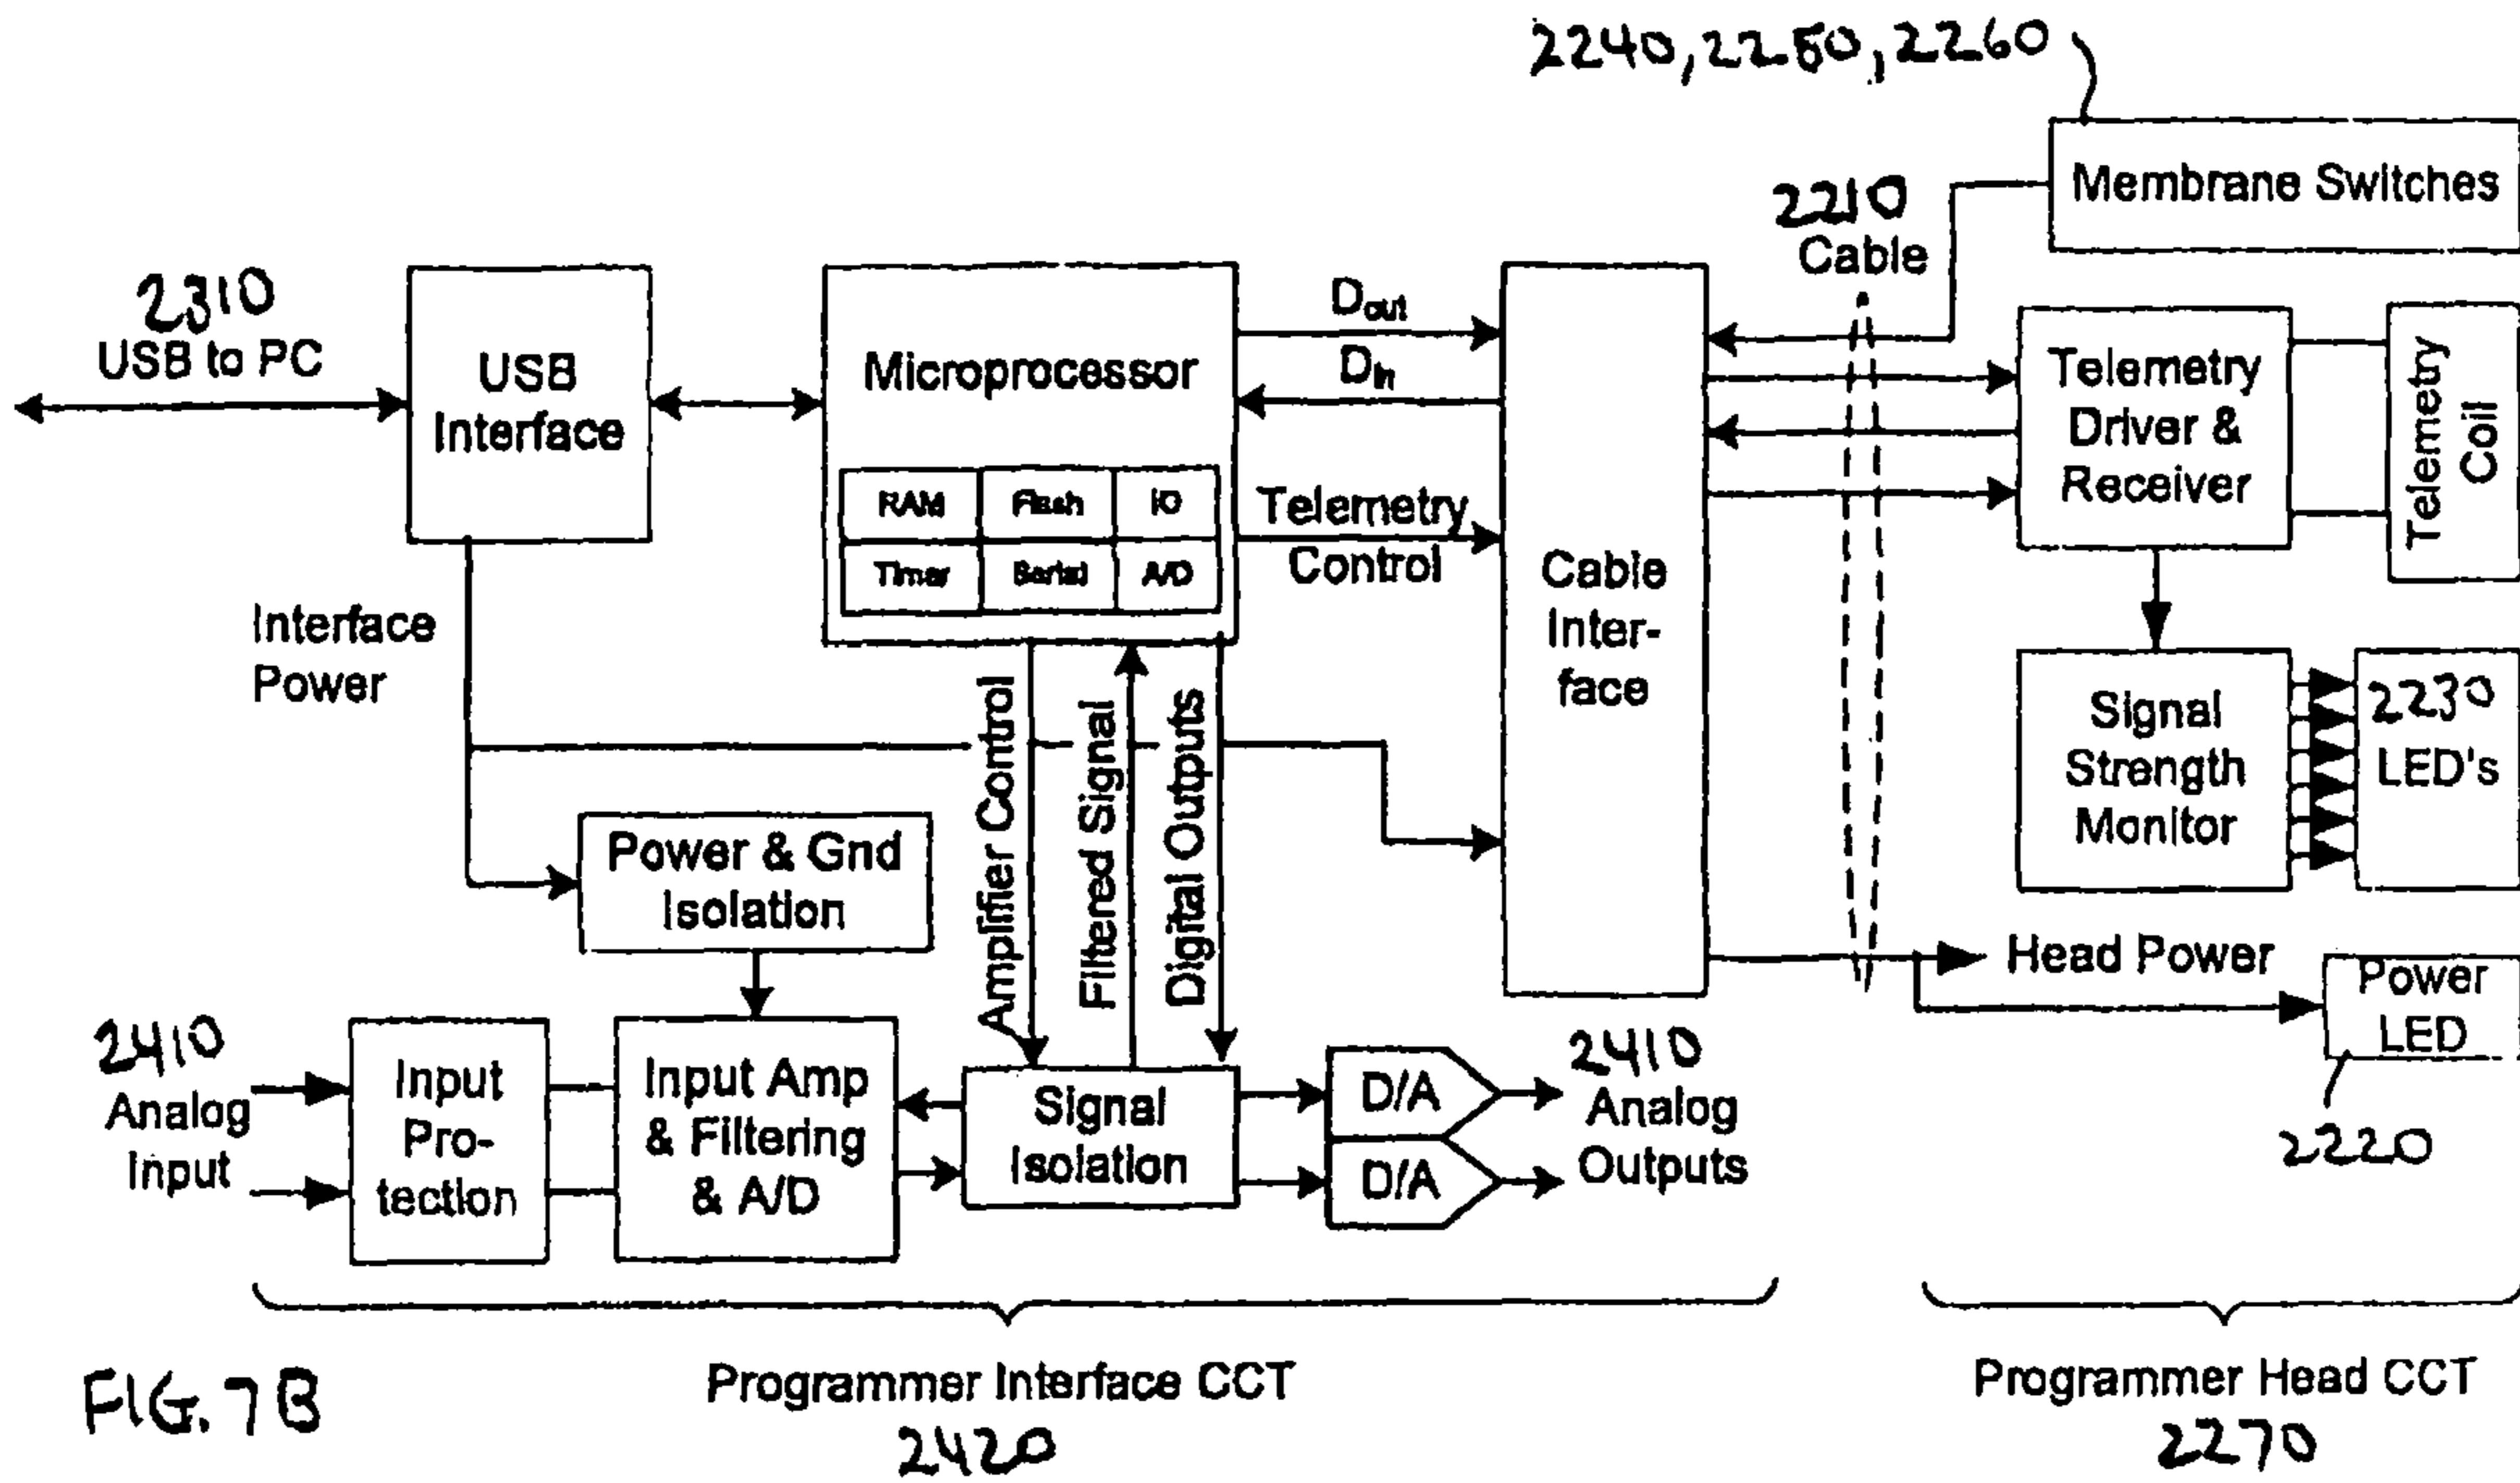 2240, 2250, 2260
Membrane Switches
2210
Cable
2310
USB to PC
USB
Interface
Microprocessor
RAM
Flash
IO
Timer
Serial
A/D
Dout
Din
Telemetry
Control
Cable
Inter-
face
Telemetry
Driver &
Receiver
Telemetry
Coil
Interface
Power
Signal
Strength
Monitor
2230
LED's
Amplifier Control
Filtered Signal
Digital Outputs
Power & Gnd
Isolation
Head Power
Power
LED
2220
2410
Analog
Input
Input
Pro-
tection
Input Amp
& Filtering
& A/D
Signal
Isolation
D/A
D/A
2410
Analog
Outputs
FIG. 7B
Programmer Interface CCT
2420
Programmer Head CCT
2270